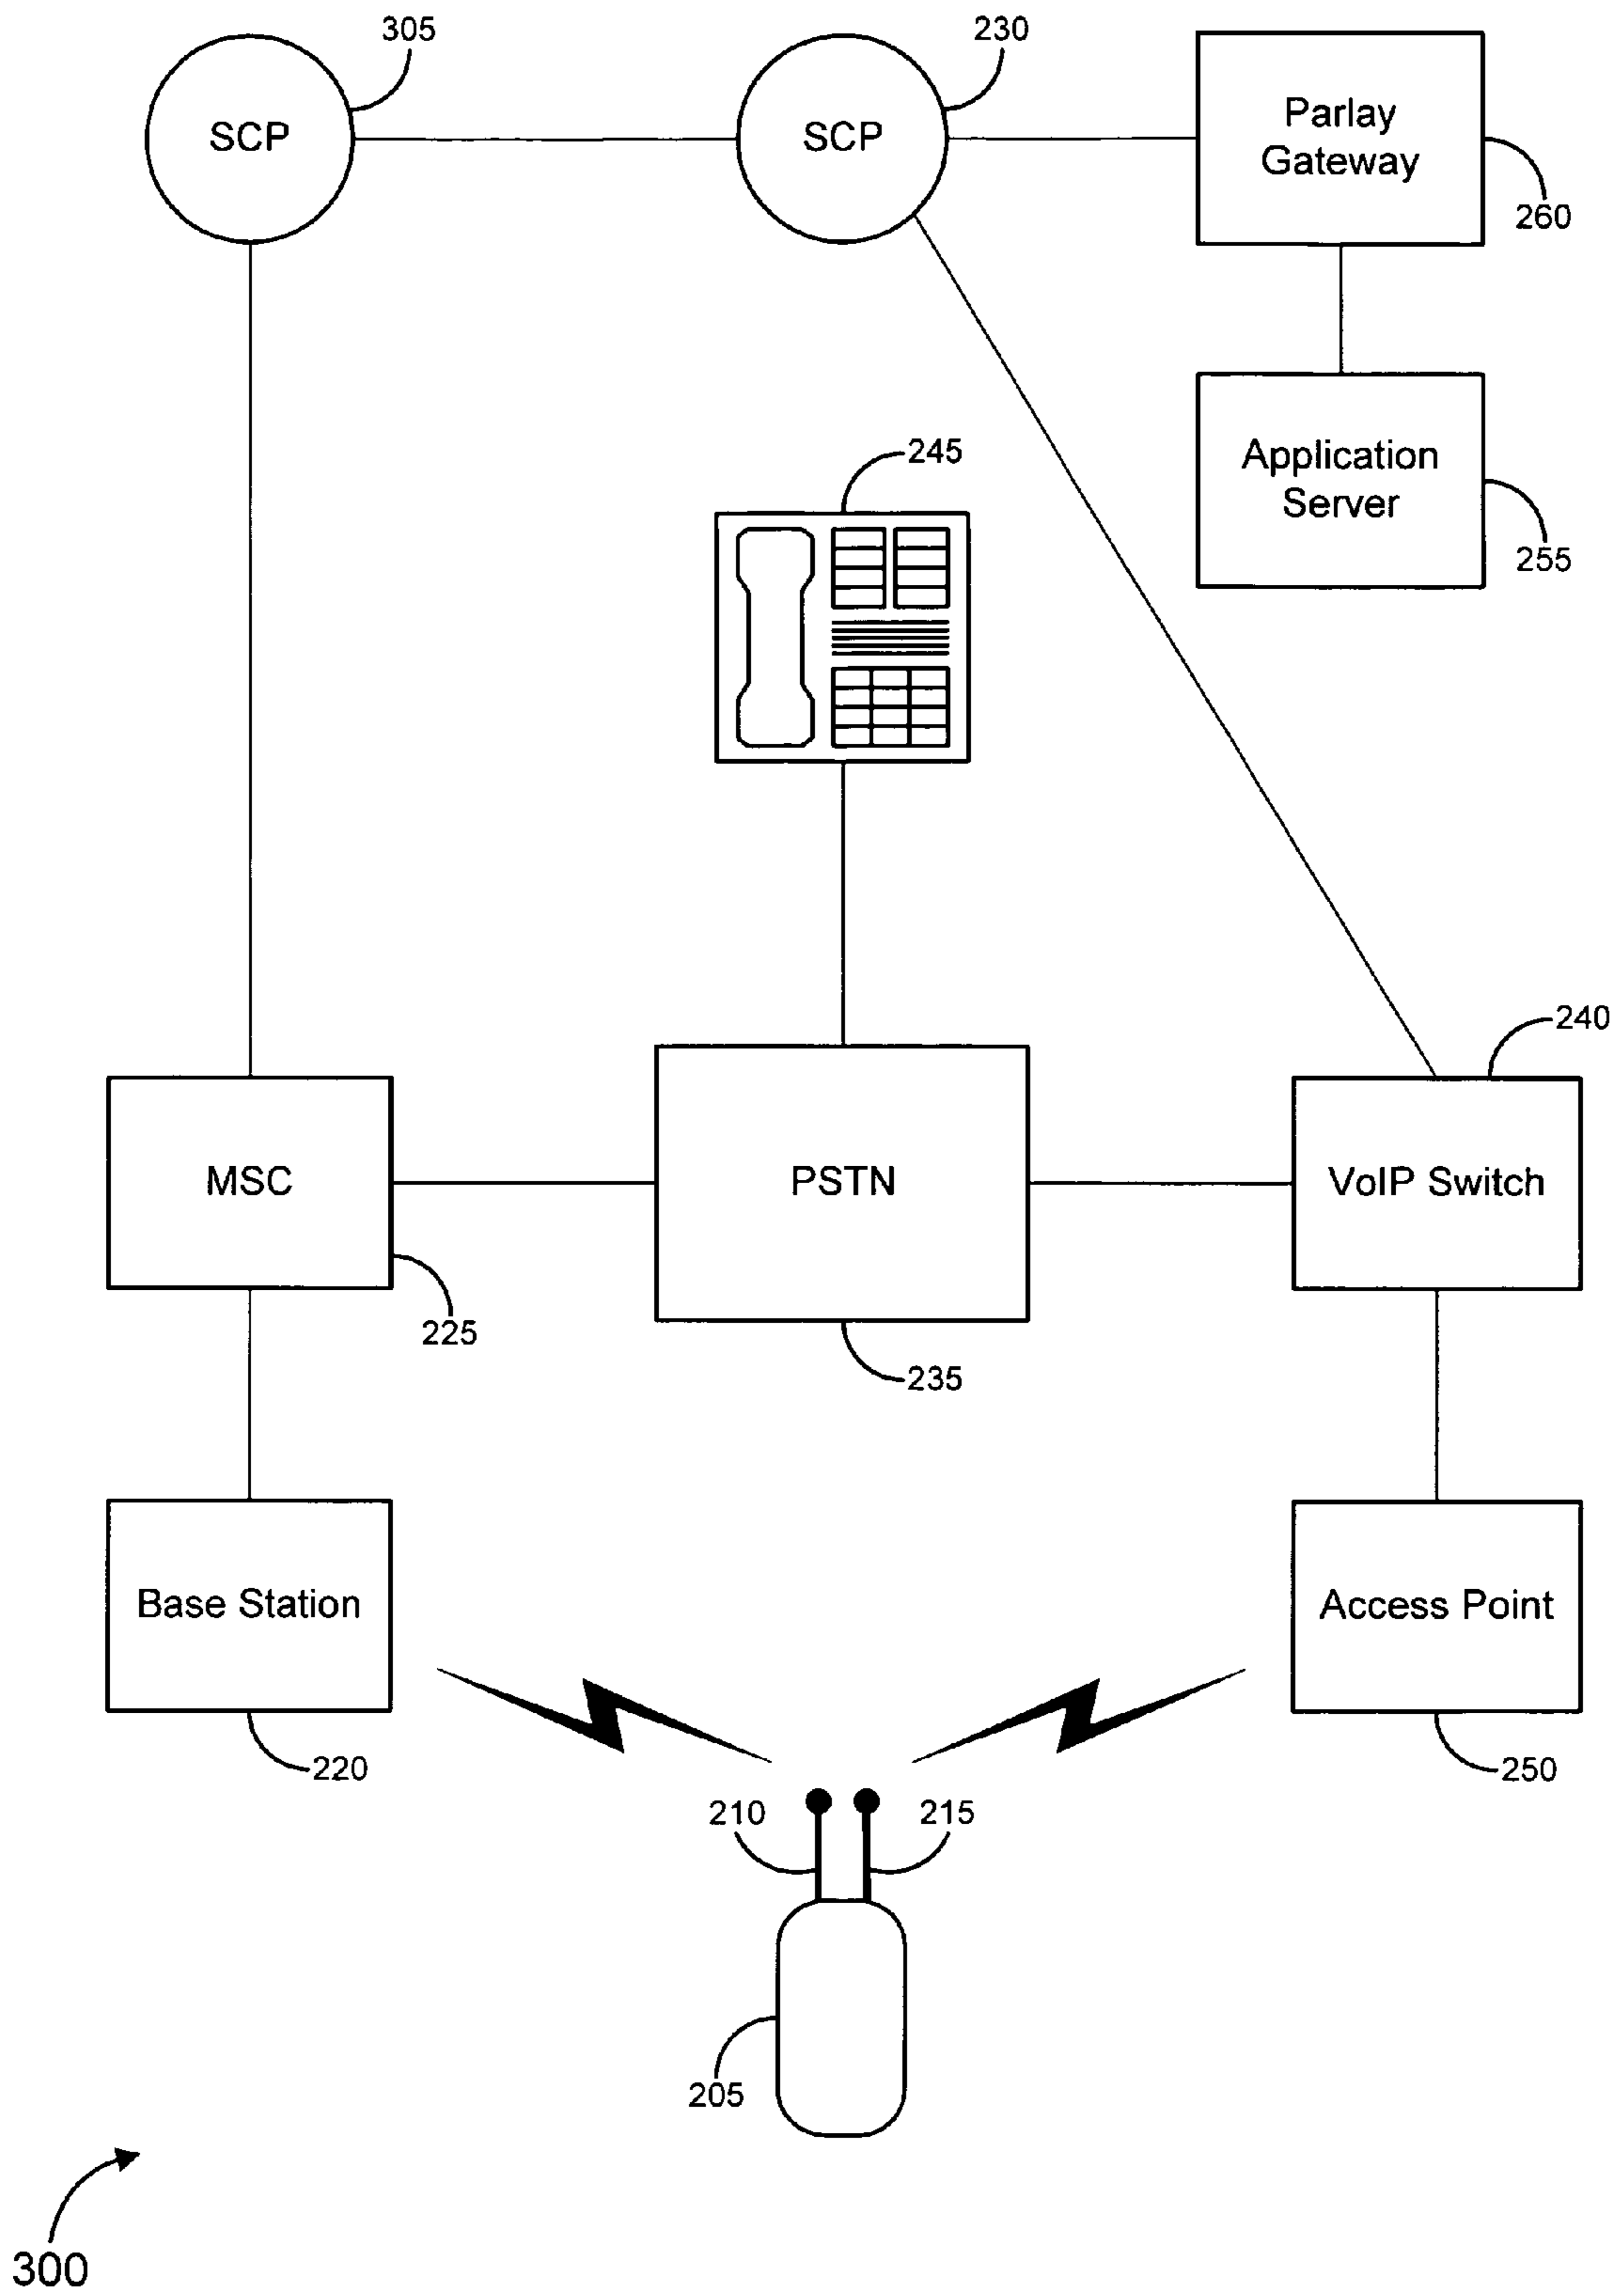 305
230
SCP
SCP
Parlay
Gateway
260
245
Application
Server
255
240
MSC
PSTN
VoIP Switch
225
235
Base Station
Access Point
220
250
210
215
205
300